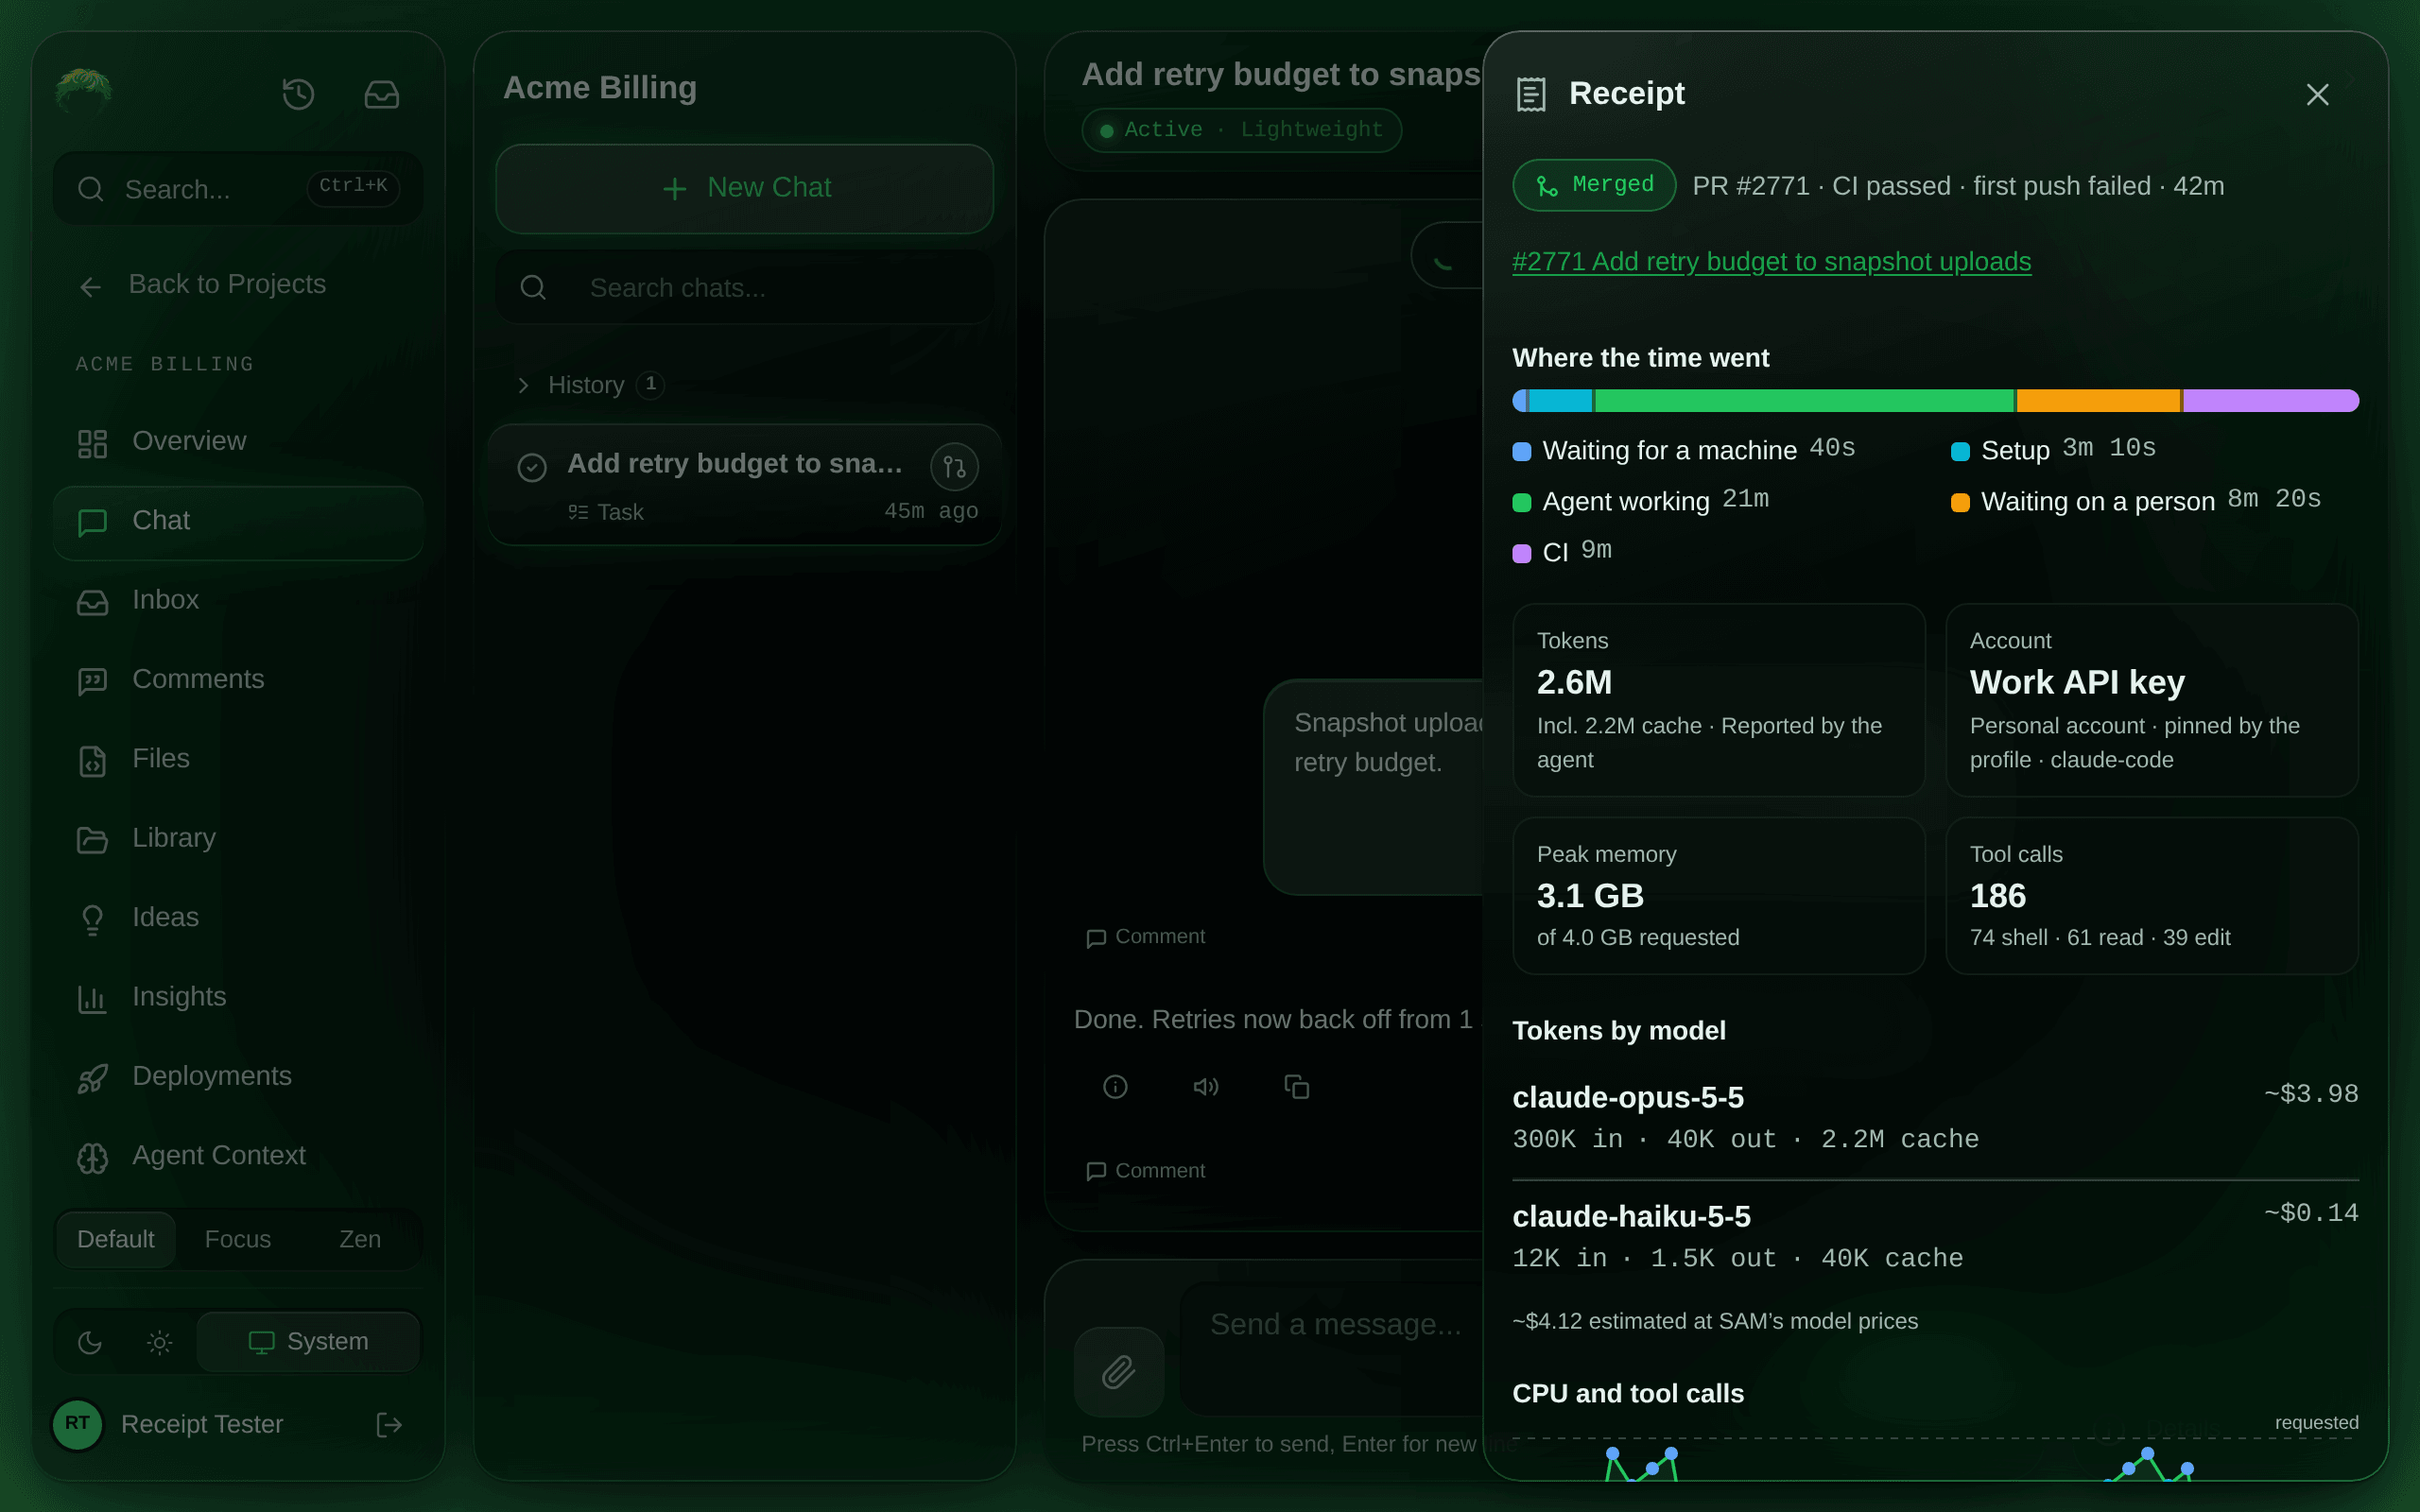 Search...
Ctrl+K
Back to Projects
ACME BILLING
Overview
Chat
Inbox
Comments
Files
Library
Ideas
Insights
Deployments
Agent Context
Default
Focus
Zen
System
RT
Receipt Tester
Acme Billing
New Chat
Search chats...
History 1
Add retry budget to sna...
Task
45m ago
Add retry budget to snaps
Active · Lightweight
Snapshot upload
retry budget.
Comment
Done. Retries now back off from 1
Comment
Send a message...
Press Ctrl+Enter to send, Enter for new line
Receipt
Merged
PR #2771 · CI passed · first push failed · 42m
#2771 Add retry budget to snapshot uploads
Where the time went
Waiting for a machine 40s
Setup 3m 10s
Agent working 21m
Waiting on a person 8m 20s
CI 9m
Tokens
2.6M
Incl. 2.2M cache · Reported by the
agent
Account
Work API key
Personal account · pinned by the
profile · claude-code
Peak memory
3.1 GB
of 4.0 GB requested
Tool calls
186
74 shell · 61 read · 39 edit
Tokens by model
claude-opus-5-5
~$3.98
300K in · 40K out · 2.2M cache
claude-haiku-5-5
~$0.14
12K in · 1.5K out · 40K cache
~$4.12 estimated at SAM's model prices
CPU and tool calls
requested